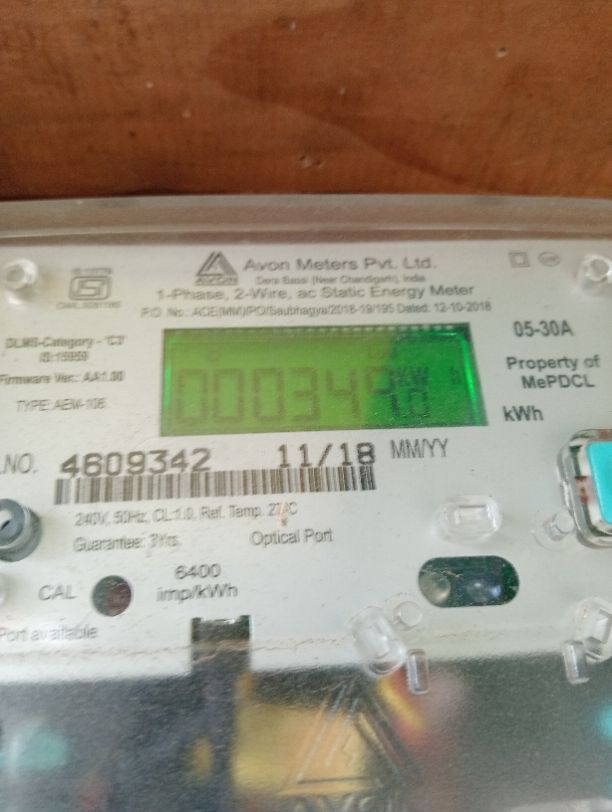 Avon Meters Pvt. Ltd.
AVON
Dera Bassi (Near Chandigarh), India
1-Phase, 2-Wire, ac Static Energy Meter
P.O. No.: ACE(MM)/PO/Saubhagya/2018-19/195 Dated: 12-10-2018
DLMS-Category - 'C3'
IS:15959
Firmware Ver.: AA1.00
TYPE: AEM-106
05-30A
Property of
MePDCL
kWh
.NO. 4609342 11/18 MM/YY
240V, 50Hz, CL:1.0, Ref. Temp. 27°C
Guarantee: 5Yrs. Optical Port
6400
CAL imp/kWh
Port available
AVON